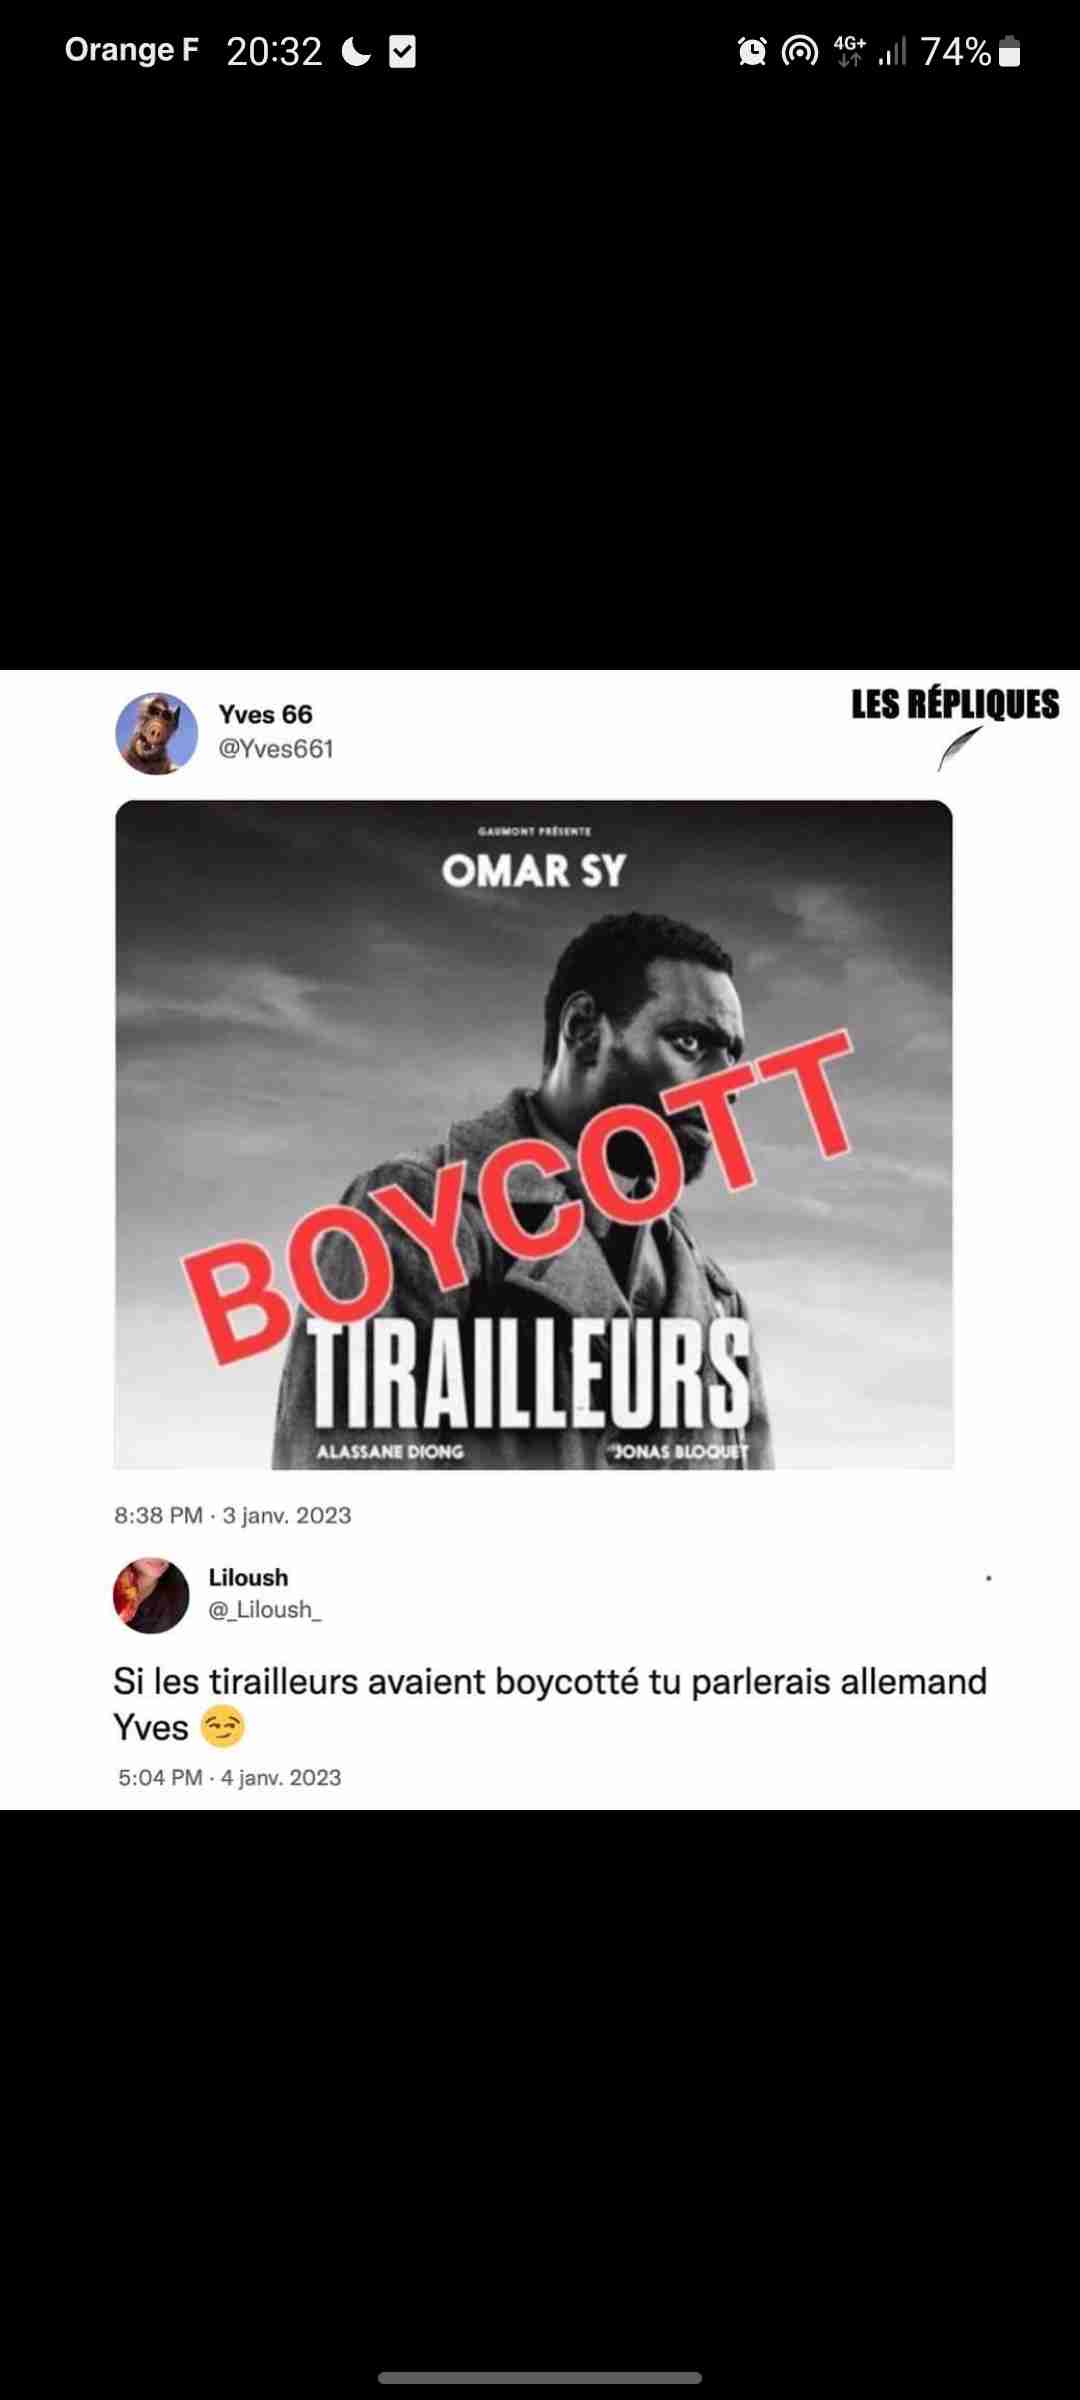 Orange F 20:32 4G+ 74%
Yves 66
@Yves661
LES RÉPLIQUES
GAUMONT PRÉSENTE
OMAR SY
BOYCOTT
TIRAILLEURS
ALASSANE DIONG JONAS BLOQUET
8:38 PM · 3 janv. 2023
Liloush
@_Liloush_
Si les tirailleurs avaient boycotté tu parlerais allemand
Yves 😏
5:04 PM · 4 janv. 2023